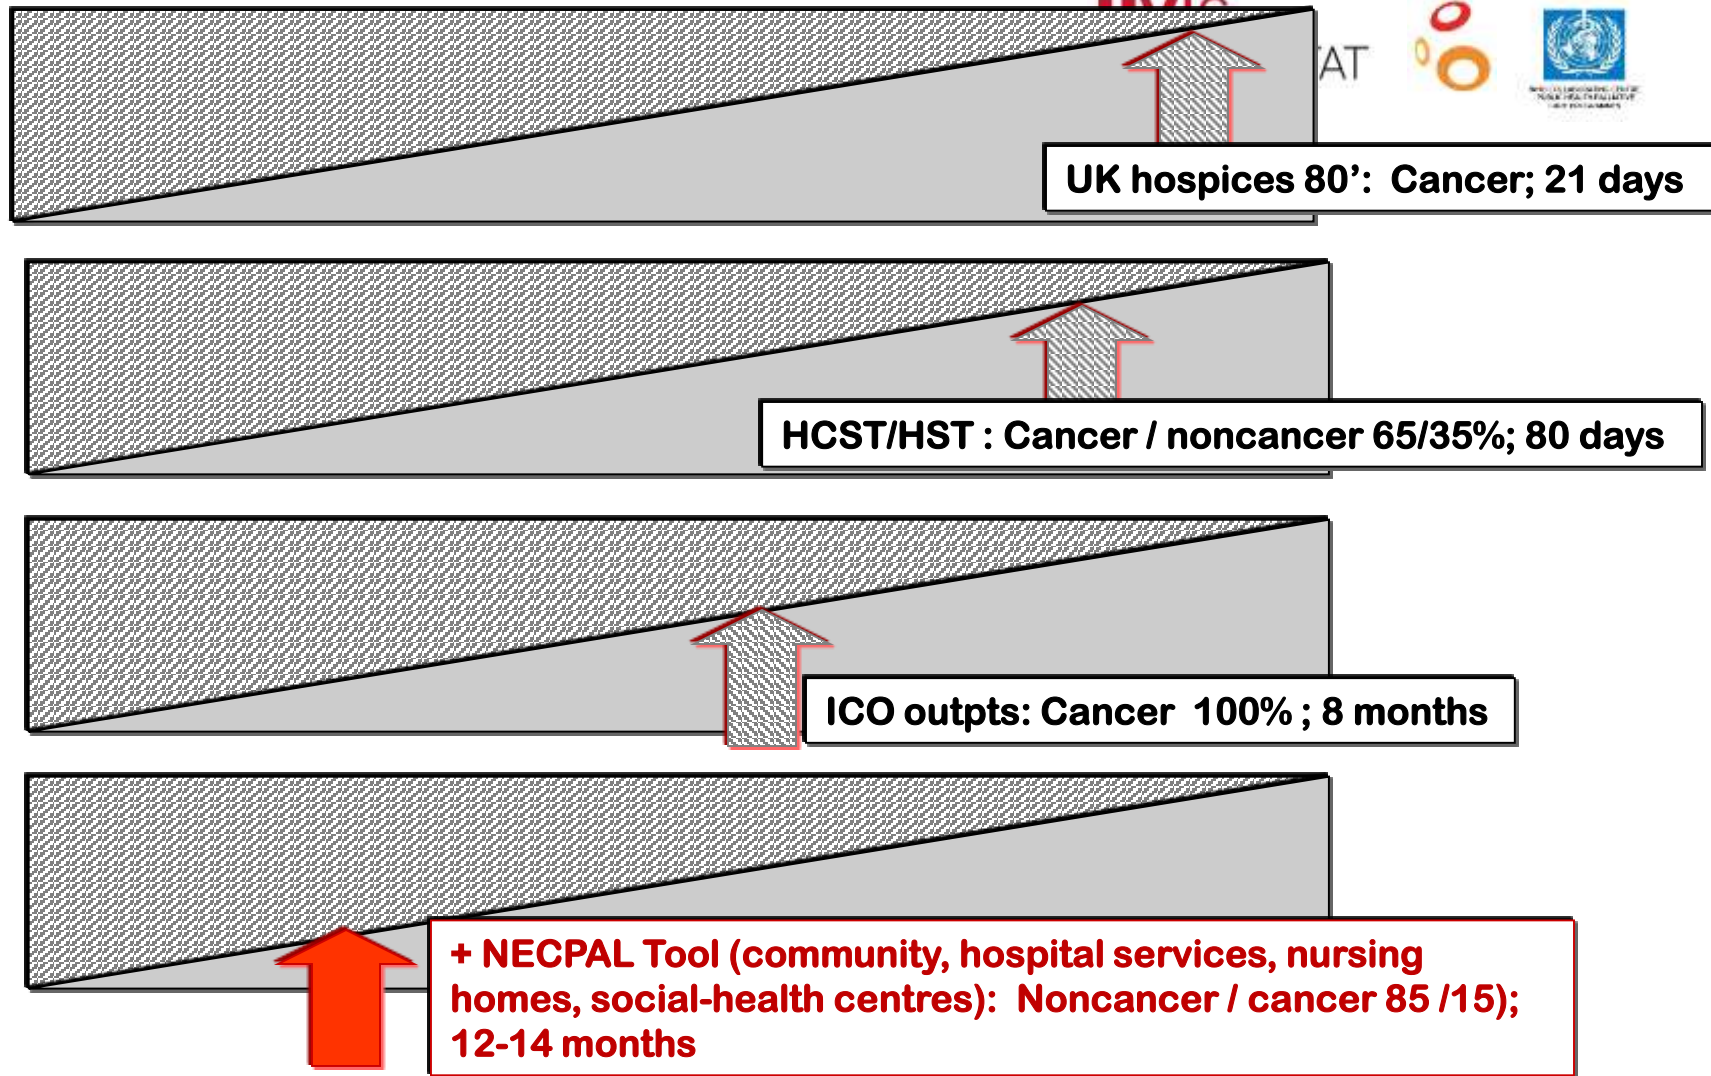 AT
UK hospices 80’: Cancer; 21 days
HCST/HST : Cancer / noncancer 65/35%; 80 days
ICO outpts: Cancer 100% ; 8 months
+ NECPAL Tool (community, hospital services, nursing
homes, social-health centres): Noncancer / cancer 85 /15);
12-14 months